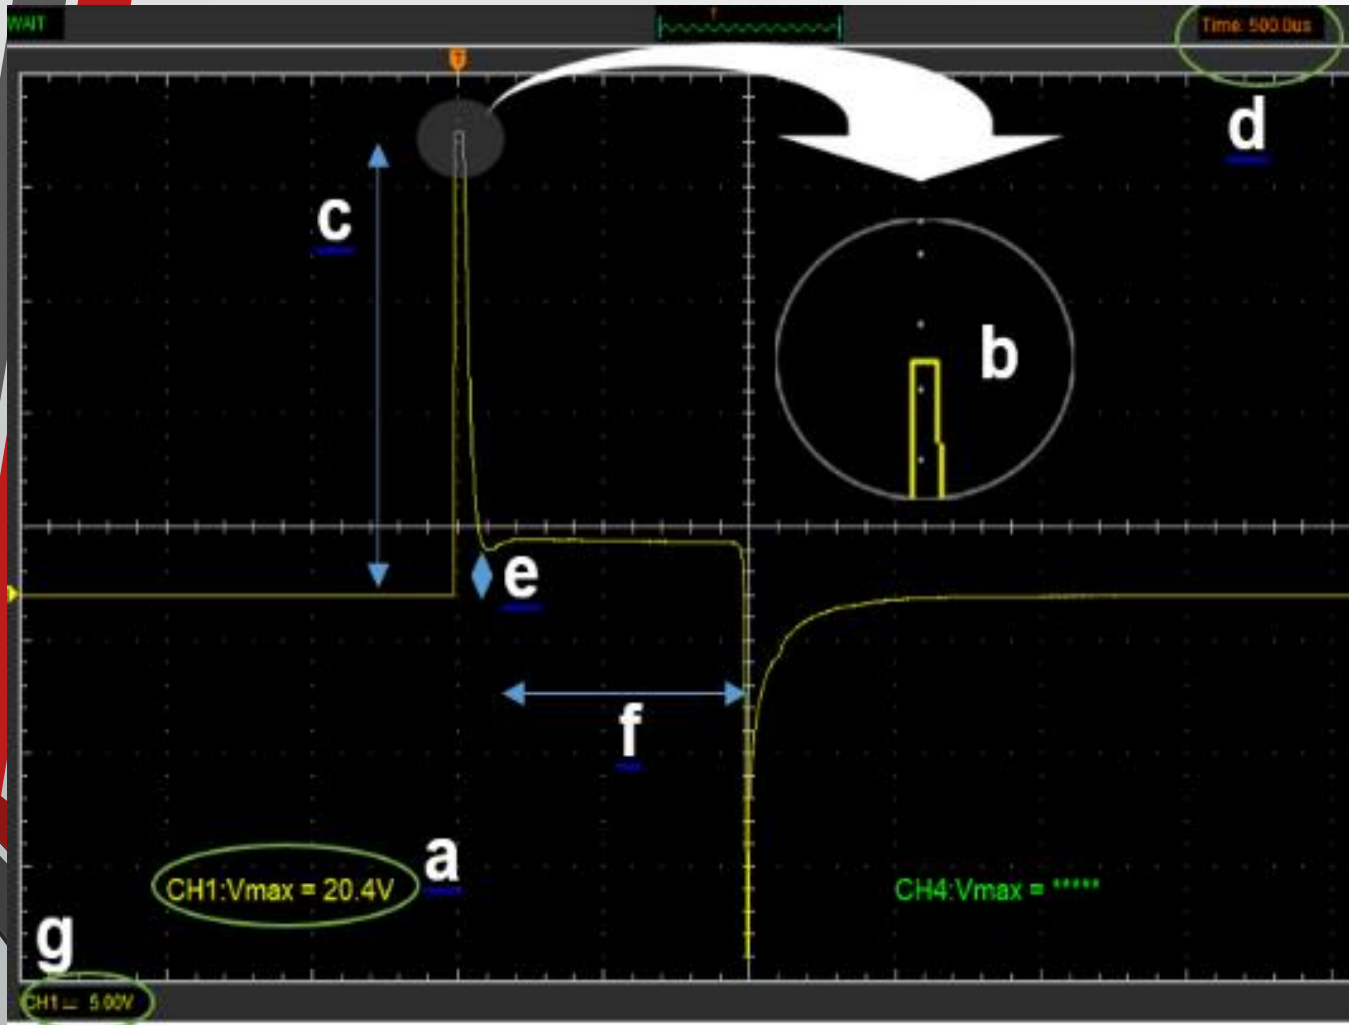 WAIT
T
Time: 500.0us
d
c
b
e
f
a
CH1:Vmax = 20.4V
CH4:Vmax = *****
g
CH1 5.00V